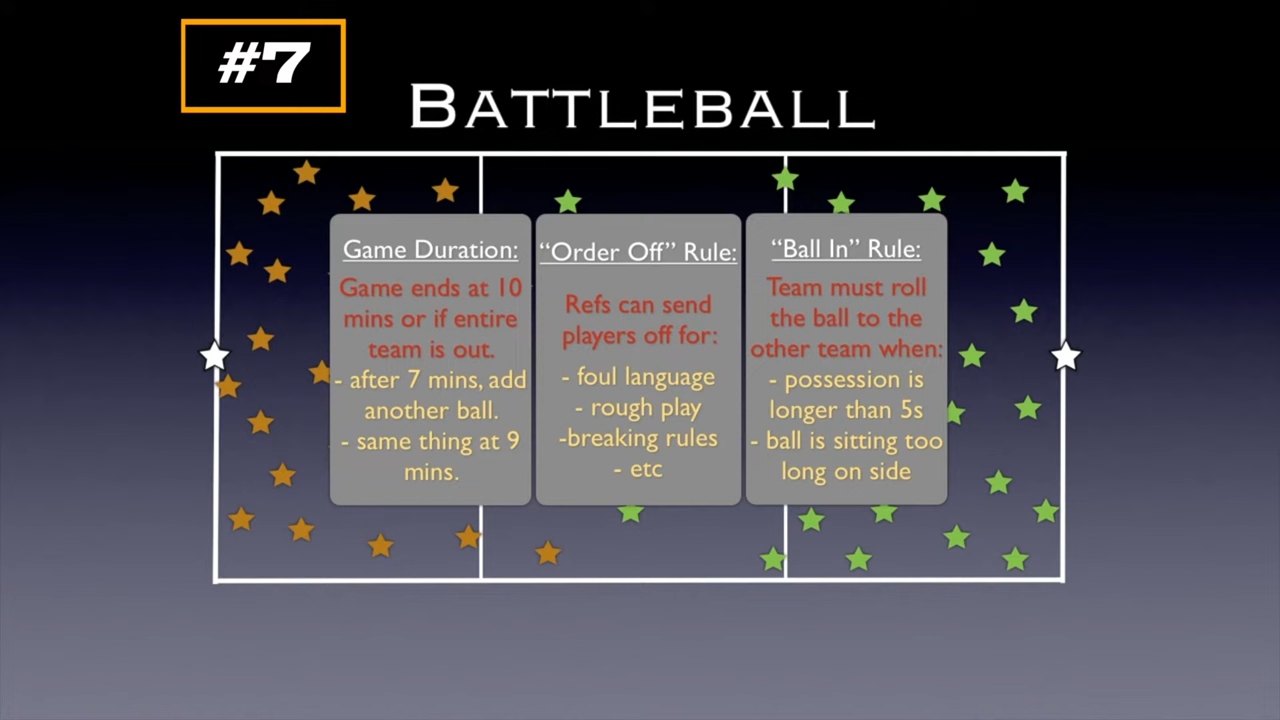 #7
BATTLEBALL
Game Duration:
Game ends at 10
mins or if entire
team is out.
- after 7 mins, add
another ball.
- same thing at 9
mins.
“Order Off” Rule:
Refs can send
players off for:
- foul language
- rough play
-breaking rules
- etc
“Ball In” Rule:
Team must roll
the ball to the
other team when:
- possession is
longer than 5s
- ball is sitting too
long on side